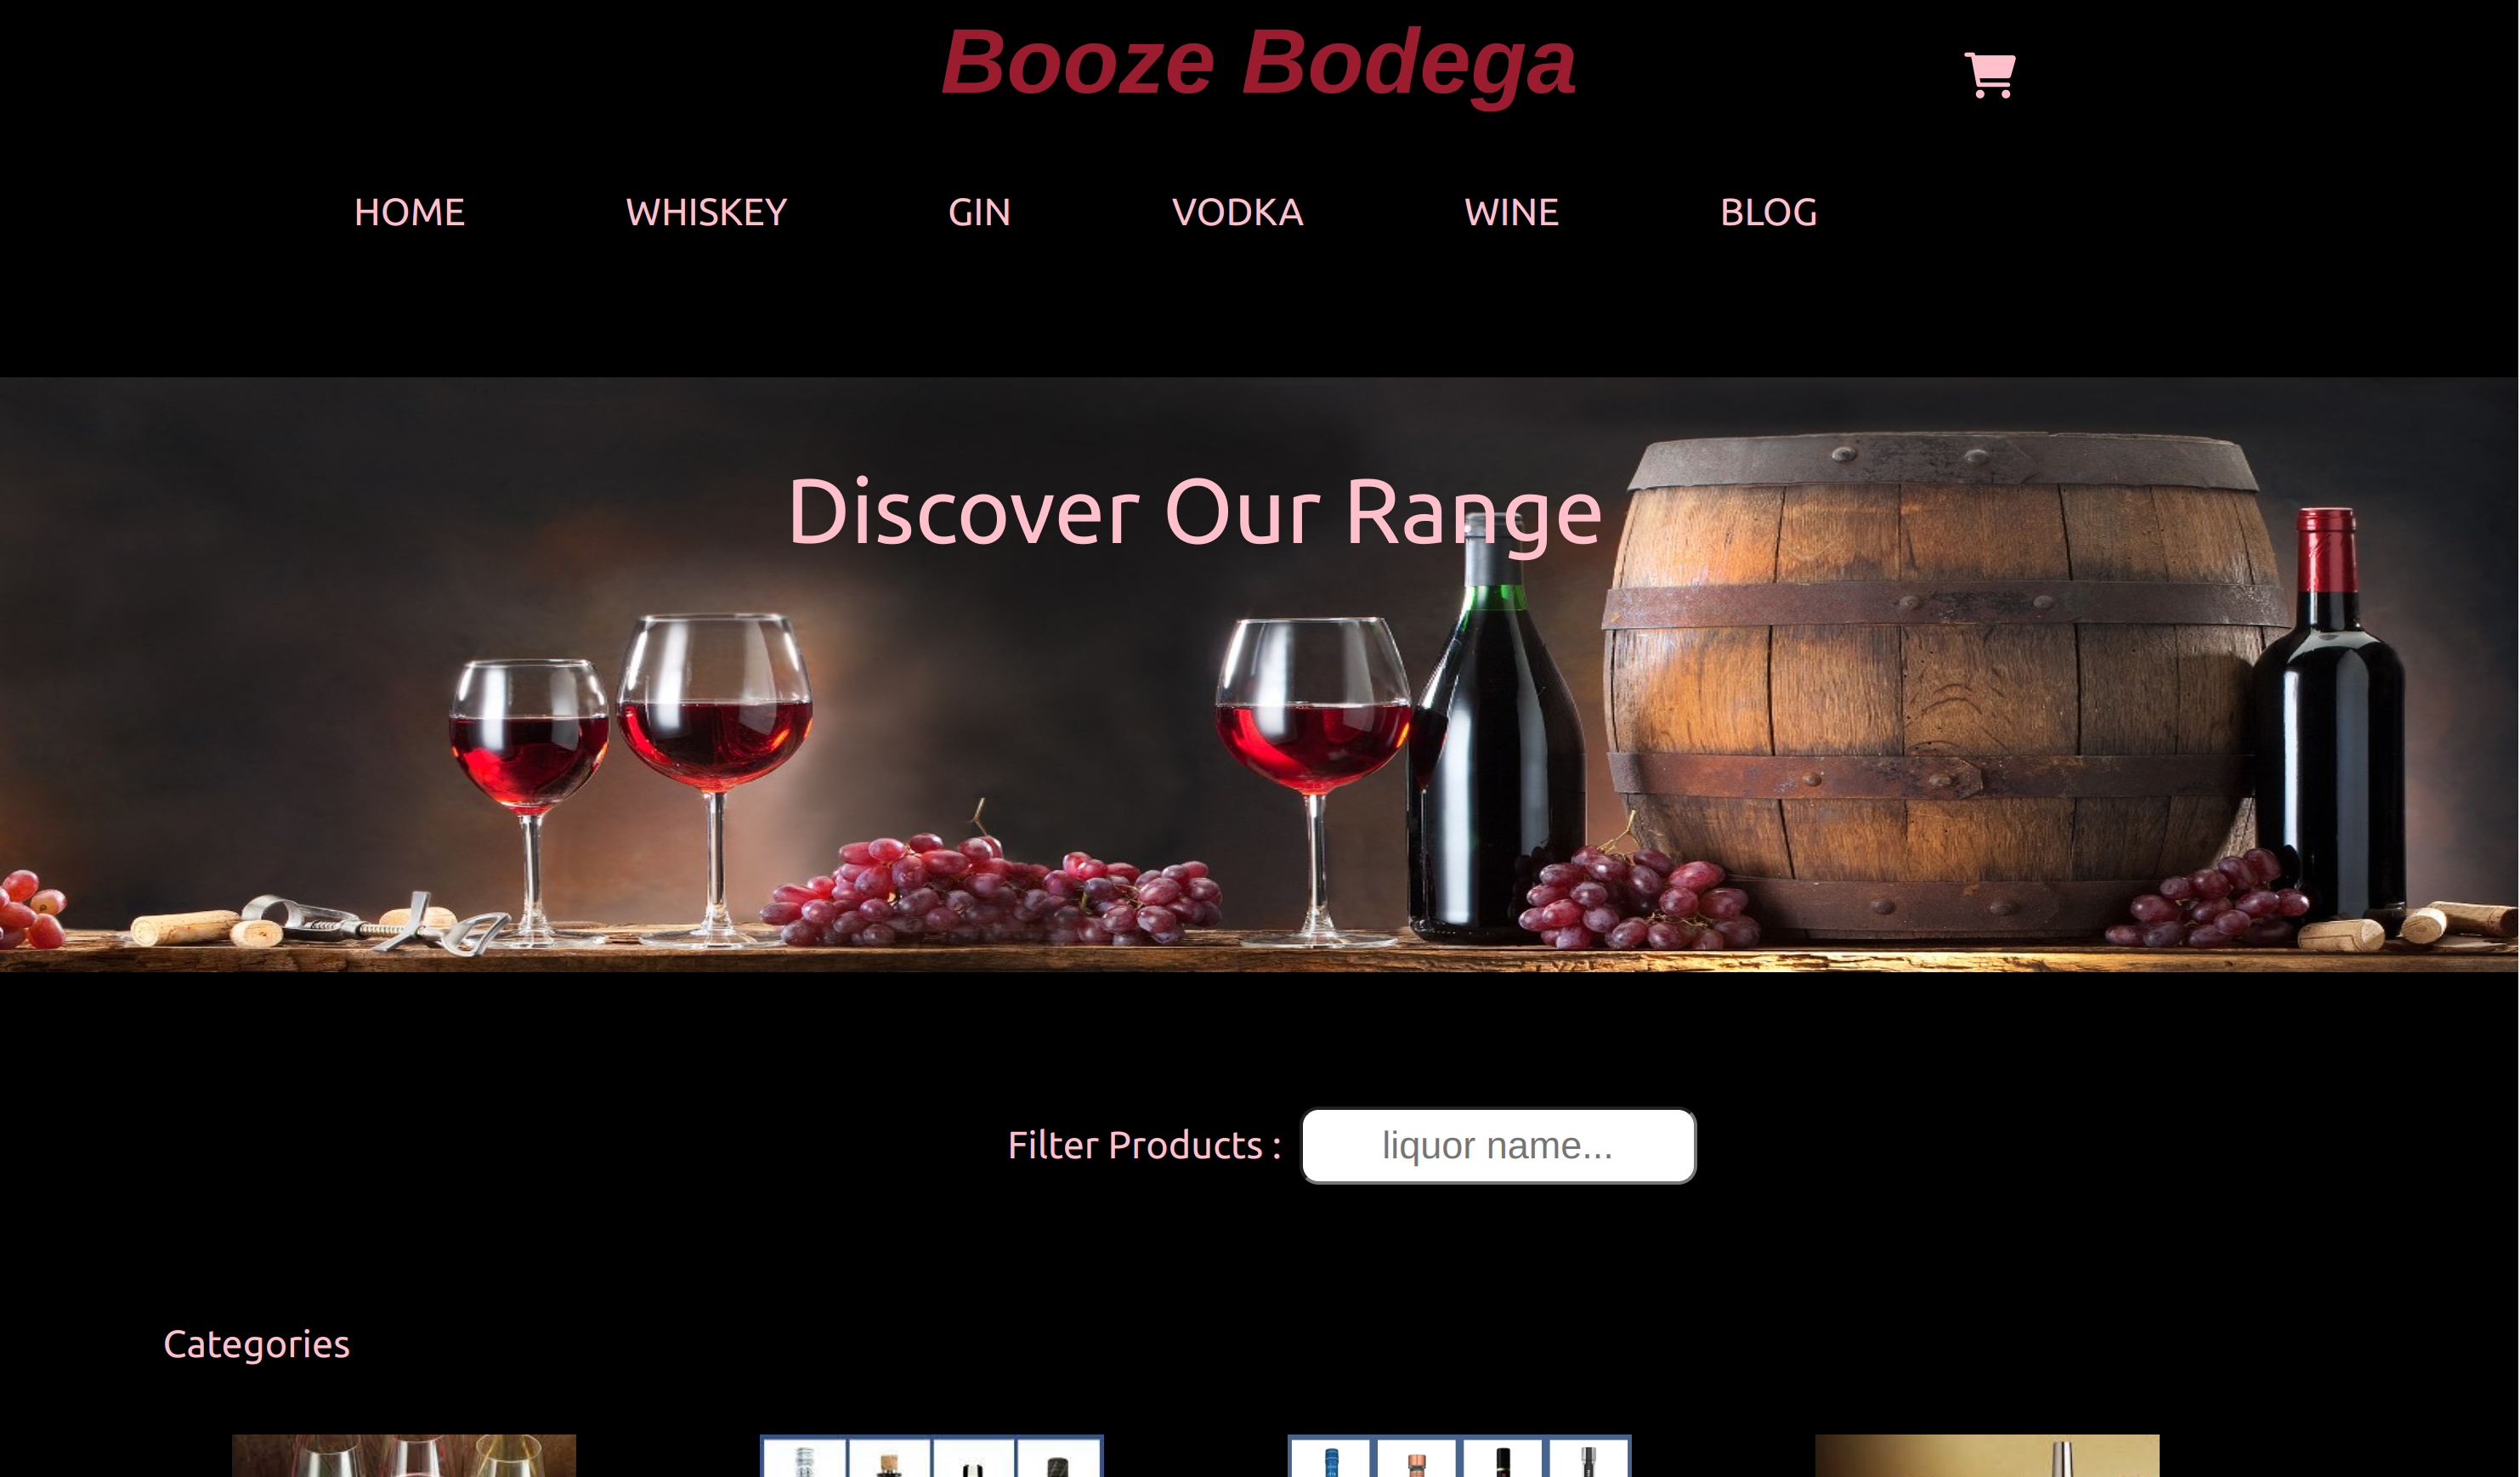 Booze Bodega
HOME WHISKEY GIN VODKA WINE BLOG
Discover Our Range
Filter Products : liquor name...
Categories